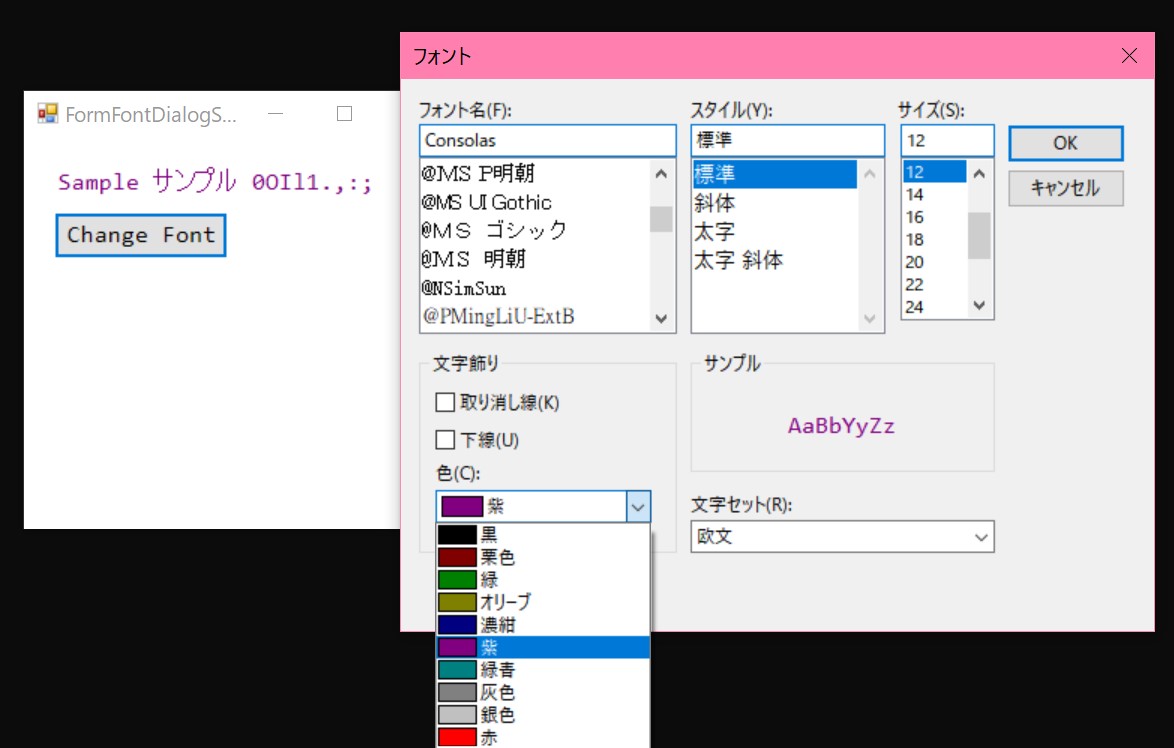 FormFontDialogS...
Sample サンプル 0OIl1.,:;
Change Font
フォント
フォント名(F):
Consolas
@MS P明朝
@MS UI Gothic
@ＭＳ ゴシック
@ＭＳ 明朝
@NSimSun
@PMingLiU-ExtB
スタイル(Y):
標準
標準
斜体
太字
太字 斜体
サイズ(S):
12
12
14
16
18
20
22
24
OK
キャンセル
文字飾り
取り消し線(K)
下線(U)
色(C):
紫
黒
栗色
緑
オリーブ
濃紺
紫
緑青
灰色
銀色
赤
サンプル
AaBbYyZz
文字セット(R):
欧文